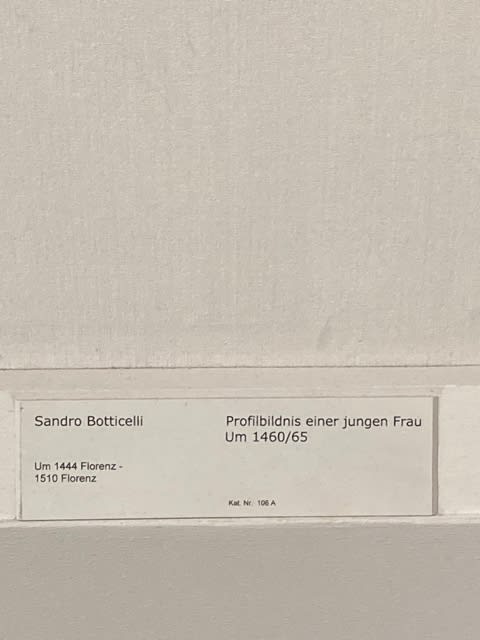 Sandro Botticelli
Um 1444 Florenz -
1510 Florenz
Profilbildnis einer jungen Frau
Um 1460/65
Kat. Nr. 106 A